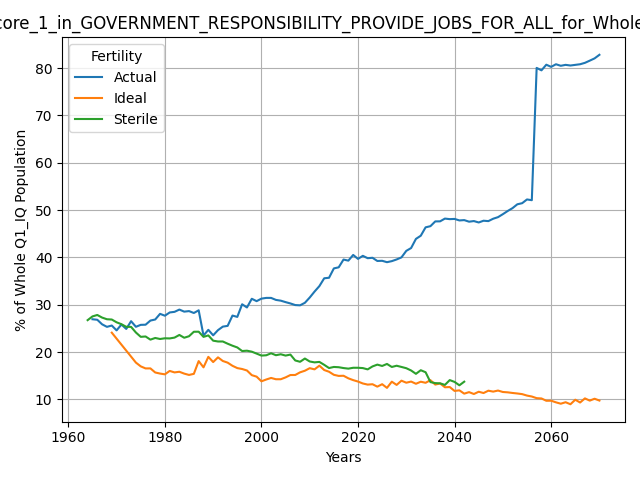 core_1_in_GOVERNMENT_RESPONSIBILITY_PROVIDE_JOBS_FOR_ALL_for_Whole
Fertility
Actual
Ideal
Sterile
% of Whole Q1_IQ Population
80
70
60
50
40
30
20
10
1960 1980 2000 2020 2040 2060
Years